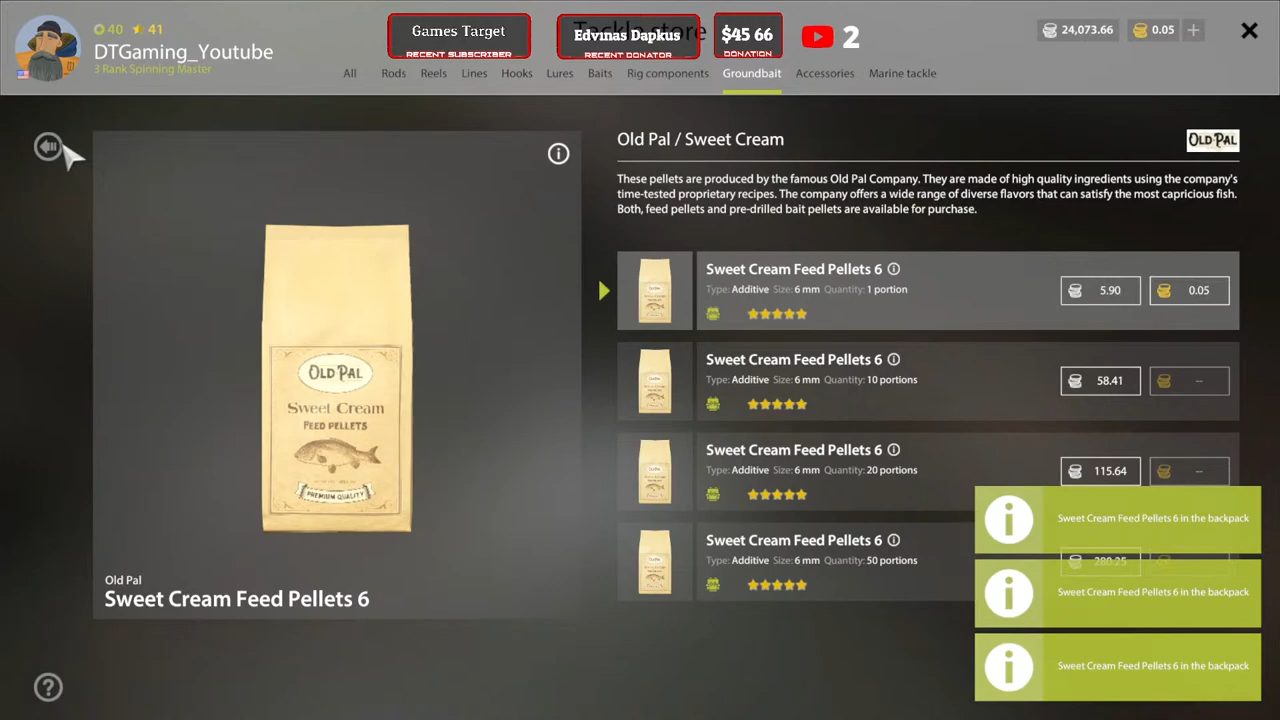 40 41
DTGaming_Youtube
3 Rank Spinning Master
Games Target
RECENT SUBSCRIBER
Tackle store
Edvinas Dapkus
RECENT DONATOR
$45 66
DONATION
2
24,073.66
0.05
All Rods Reels Lines Hooks Lures Baits Rig components Groundbait Accessories Marine tackle
Old Pal / Sweet Cream
OLD PAL
These pellets are produced by the famous Old Pal Company. They are made of high quality ingredients using the company's
time-tested proprietary recipes. The company offers a wide range of diverse flavors that can satisfy the most capricious fish.
Both, feed pellets and pre-drilled bait pellets are available for purchase.
OLD PAL
Sweet Cream
FEED PELLETS
PREMIUM QUALITY
Old Pal
Sweet Cream Feed Pellets 6
Sweet Cream Feed Pellets 6
Type: Additive Size: 6 mm Quantity: 1 portion
5.90 0.05
Sweet Cream Feed Pellets 6
Type: Additive Size: 6 mm Quantity: 10 portions
58.41 --
Sweet Cream Feed Pellets 6
Type: Additive Size: 6 mm Quantity: 20 portions
115.64 --
Sweet Cream Feed Pellets 6
Type: Additive Size: 6 mm Quantity: 50 portions
280.25
Sweet Cream Feed Pellets 6 in the backpack
Sweet Cream Feed Pellets 6 in the backpack
Sweet Cream Feed Pellets 6 in the backpack